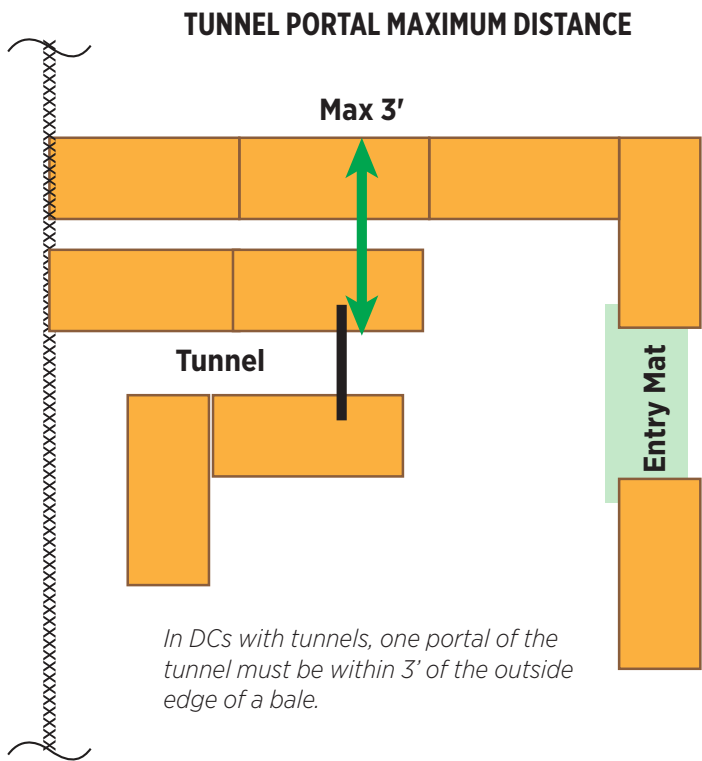 TUNNEL PORTAL MAXIMUM DISTANCE
Max 3'
Tunnel
Entry Mat
In DCs with tunnels, one portal of the
tunnel must be within 3’ of the outside
edge of a bale.